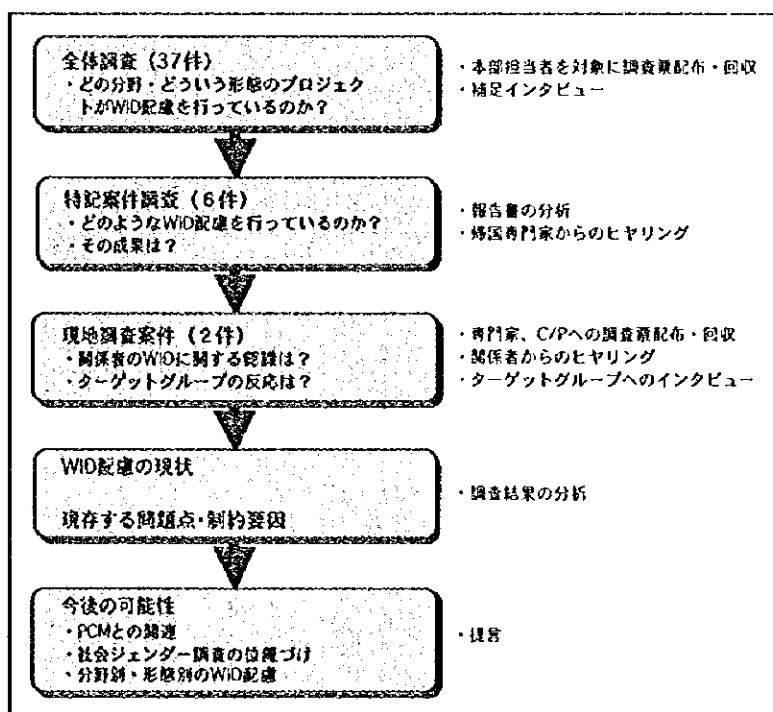 全体調査（37件）
・どの分野・どういう形態のプロジェク
トがWID配慮を行っているのか？
・本部担当者を対象に調査票配布・回収
・補足インタビュー
特記案件調査（6件）
・どのようなWID配慮を行っているのか？
・その成果は？
・報告書の分析
・帰国専門家からのヒヤリング
現地調査案件（2件）
・関係者のWIDに関する認識は？
・ターゲットグループの反応は？
・専門家、C/Pへの調査票配布・回収
・関係者からのヒヤリング
・ターゲットグループへのインタビュー
WID配慮の現状
現存する問題点・制約要因
・調査結果の分析
今後の可能性
・PCMとの関連
・社会ジェンダー調査の位置づけ
・分野別・形態別のWID配慮
・提言